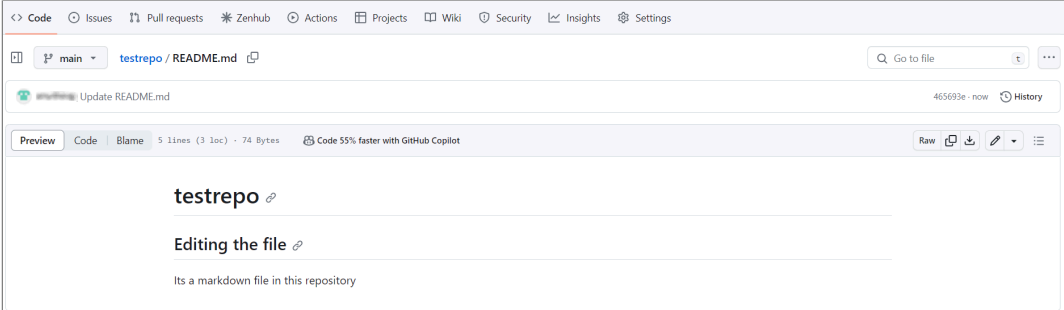 Code Issues Pull requests Zenhub Actions Projects Wiki Security Insights Settings
main testrepo / README.md Go to file t
Update README.md 465693e · now History
Preview Code Blame 5 lines (3 loc) · 74 Bytes Code 55% faster with GitHub Copilot Raw
testrepo
Editing the file
Its a markdown file in this repository